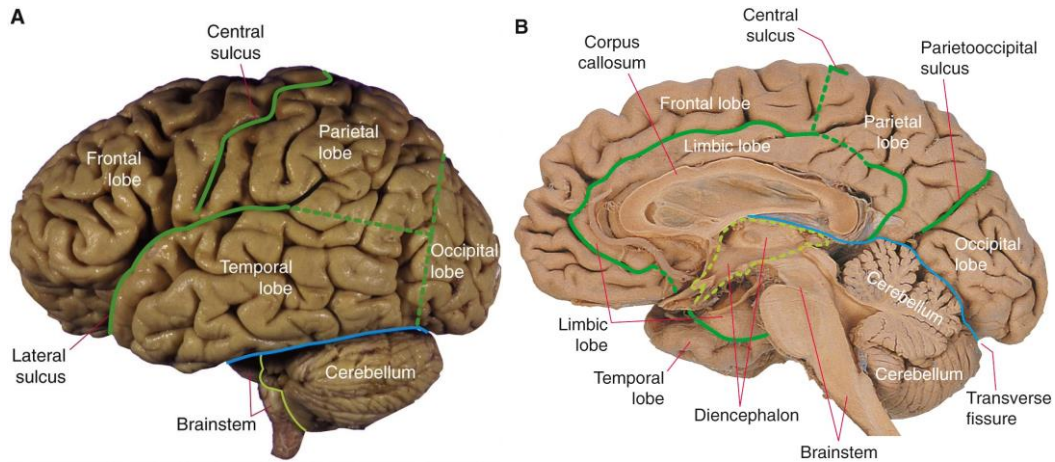 A
Central
sulcus
Frontal
lobe
Parietal
lobe
Temporal
lobe
Occipital
lobe
Lateral
sulcus
Cerebellum
Brainstem
B
Corpus
callosum
Central
sulcus
Parietooccipital
sulcus
Frontal lobe
Parietal
lobe
Limbic lobe
Occipital
lobe
Cerebellum
Limbic
lobe
Cerebellum
Temporal
lobe
Diencephalon
Transverse
fissure
Brainstem